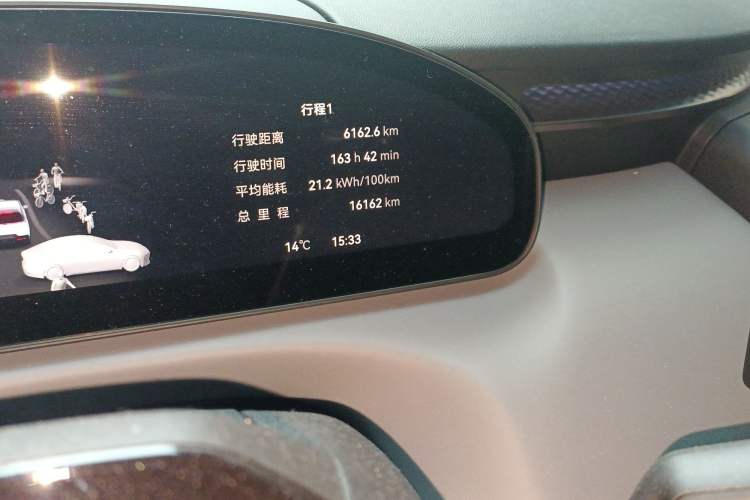 行程1
行驶距离 6162.6 km
行驶时间 163 h 42 min
平均能耗 21.2 kWh/100km
总里程 16162 km
14℃ 15:33